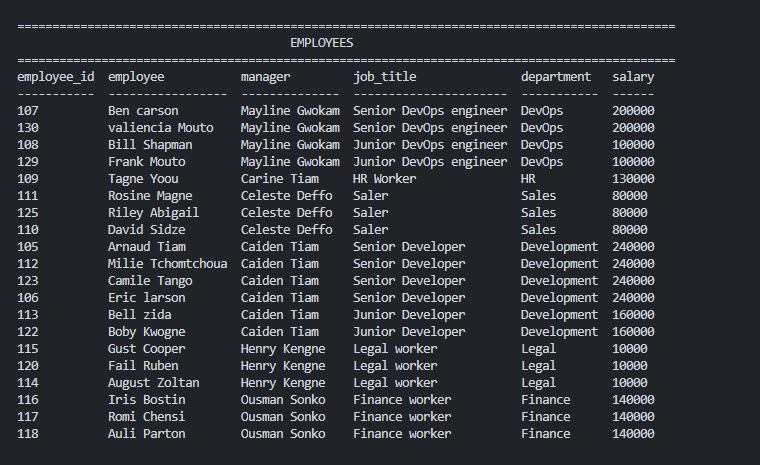 ==============================================================================================
EMPLOYEES
==============================================================================================
employee_id  employee           manager         job_title               department   salary
-----------  -----------------  --------------  ----------------------  -----------  ------
107          Ben carson         Mayline Gwokam  Senior DevOps engineer  DevOps       200000
130          valiencia Mouto    Mayline Gwokam  Senior DevOps engineer  DevOps       200000
108          Bill Shapman       Mayline Gwokam  Junior DevOps engineer  DevOps       100000
129          Frank Mouto        Mayline Gwokam  Junior DevOps engineer  DevOps       100000
109          Tagne Yoou         Carine Tiam     HR Worker               HR           130000
111          Rosine Magne       Celeste Deffo   Saler                   Sales        80000
125          Riley Abigail      Celeste Deffo   Saler                   Sales        80000
110          David Sidze        Celeste Deffo   Saler                   Sales        80000
105          Arnaud Tiam        Caiden Tiam     Senior Developer        Development  240000
112          Milie Tchomtchoua  Caiden Tiam     Senior Developer        Development  240000
123          Camile Tango       Caiden Tiam     Senior Developer        Development  240000
106          Eric larson        Caiden Tiam     Senior Developer        Development  240000
113          Bell zida          Caiden Tiam     Junior Developer        Development  160000
122          Boby Kwogne        Caiden Tiam     Junior Developer        Development  160000
115          Gust Cooper        Henry Kengne    Legal worker            Legal        10000
120          Fail Ruben         Henry Kengne    Legal worker            Legal        10000
114          August Zoltan      Henry Kengne    Legal worker            Legal        10000
116          Iris Bostin        Ousman Sonko    Finance worker          Finance      140000
117          Romi Chensi        Ousman Sonko    Finance worker          Finance      140000
118          Auli Parton        Ousman Sonko    Finance worker          Finance      140000